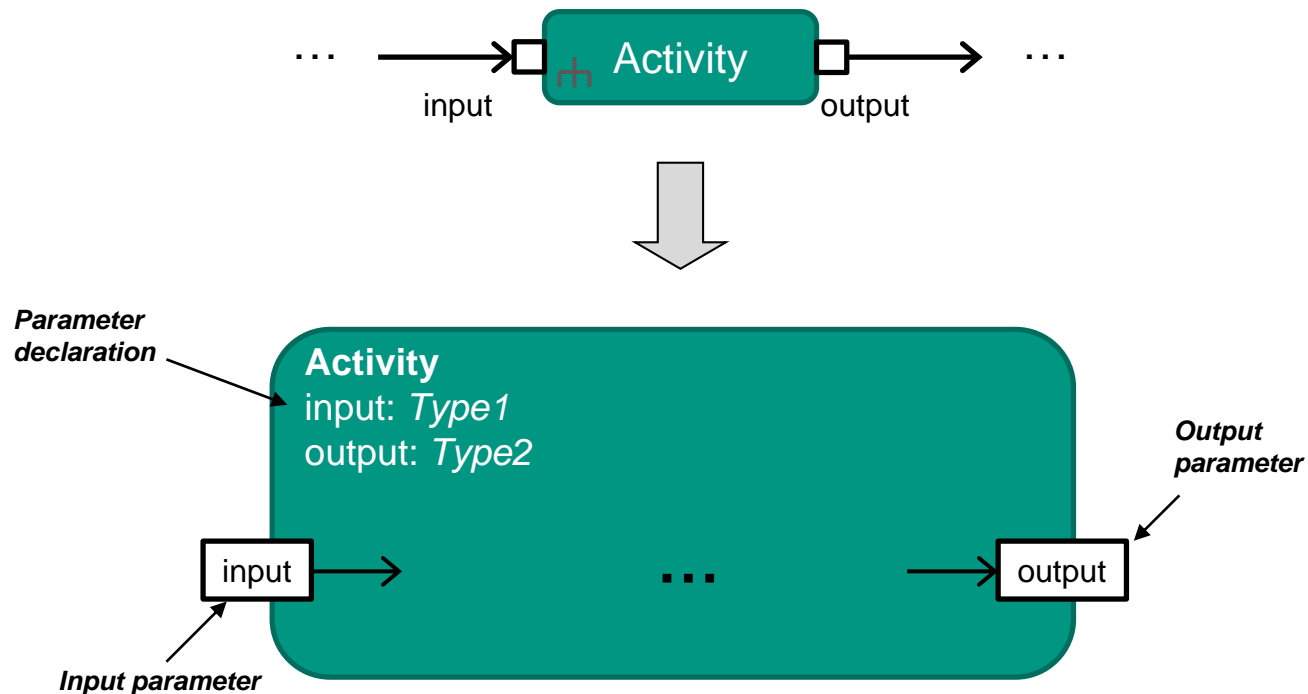 ... Activity ...
input output
Parameter
declaration
Activity
input: Type1
output: Type2
Output
parameter
input ... output
Input parameter